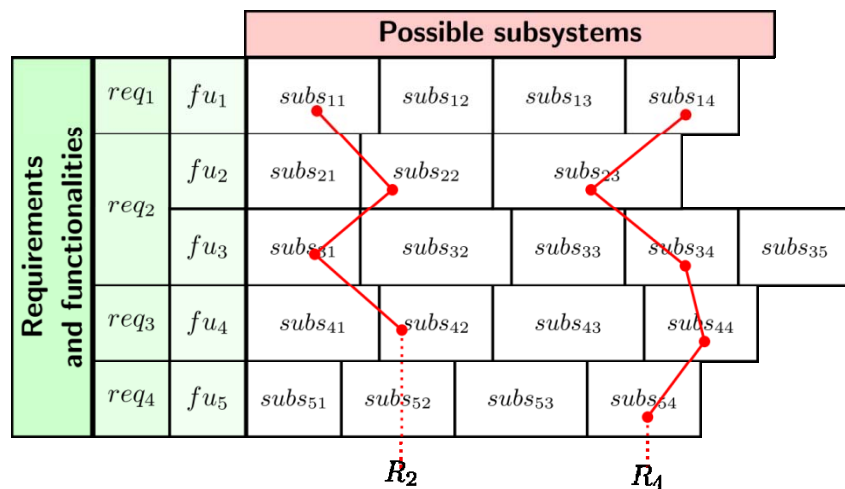 Possible subsystems
Requirements
and functionalities
req₁ fu₁ subs₁₁ subs₁₂ subs₁₃ subs₁₄
req₂ fu₂ subs₂₁ subs₂₂ subs₂₃
fu₃ subs₃₁ subs₃₂ subs₃₃ subs₃₄ subs₃₅
req₃ fu₄ subs₄₁ subs₄₂ subs₄₃ subs₄₄
req₄ fu₅ subs₅₁ subs₅₂ subs₅₃ subs₅₄
R₂ R₄